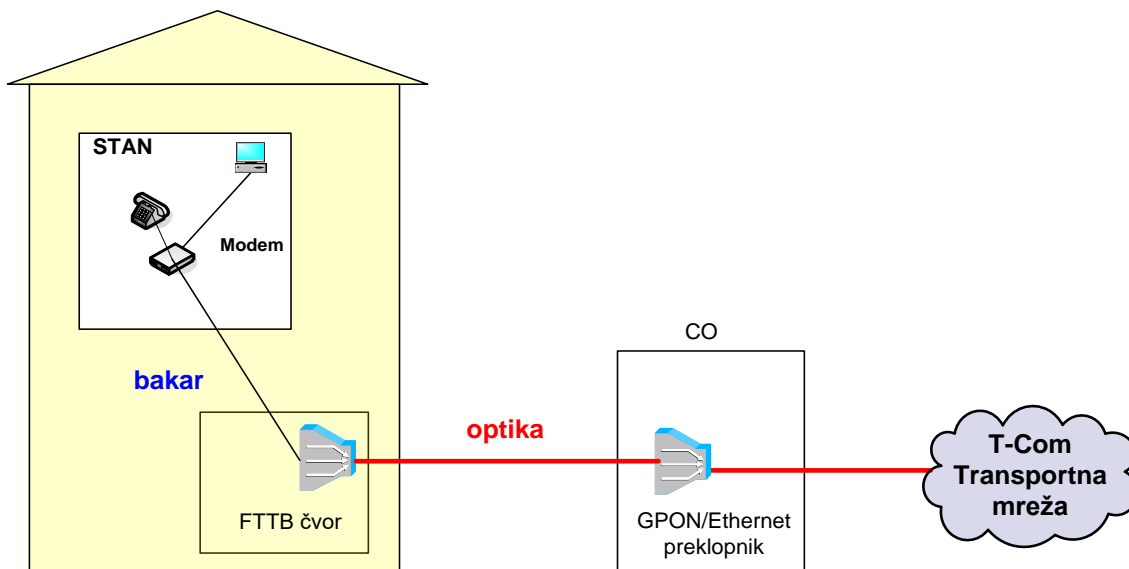 STAN
Modem
bakar
FTTB čvor
optika
CO
GPON/Ethernet
preklopnik
T-Com
Transportna
mreža